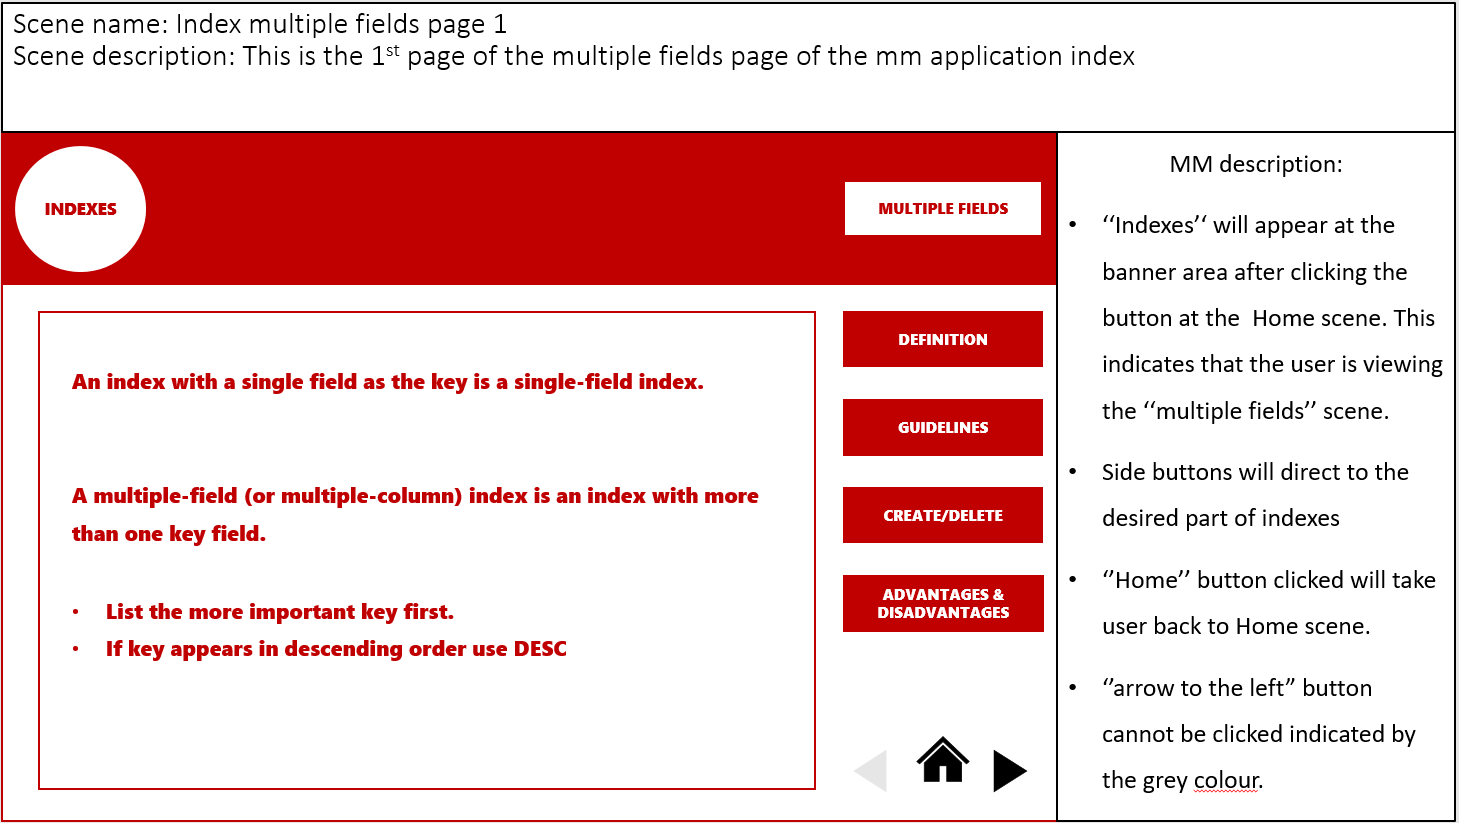 Scene name: Index multiple fields page 1
Scene description: This is the 1st page of the multiple fields page of the mm application index
INDEXES
MULTIPLE FIELDS
An index with a single field as the key is a single-field index.
A multiple-field (or multiple-column) index is an index with more
than one key field.
• List the more important key first.
• If key appears in descending order use DESC
DEFINITION
GUIDELINES
CREATE/DELETE
ADVANTAGES &
DISADVANTAGES
MM description:
• ‘‘Indexes’‘ will appear at the
banner area after clicking the
button at the  Home scene. This
indicates that the user is viewing
the ‘‘multiple fields’’ scene.
• Side buttons will direct to the
desired part of indexes
• ‘’Home’’ button clicked will take
user back to Home scene.
• ‘’arrow to the left” button
cannot be clicked indicated by
the grey colour.